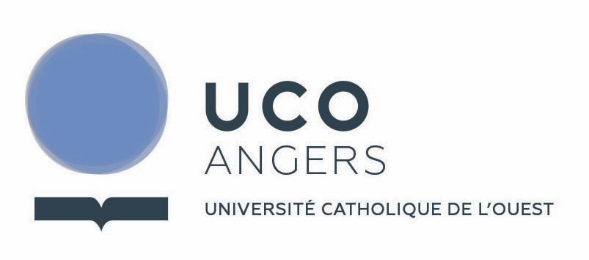 UCO
ANGERS
UNIVERSITÉ CATHOLIQUE DE L'OUEST